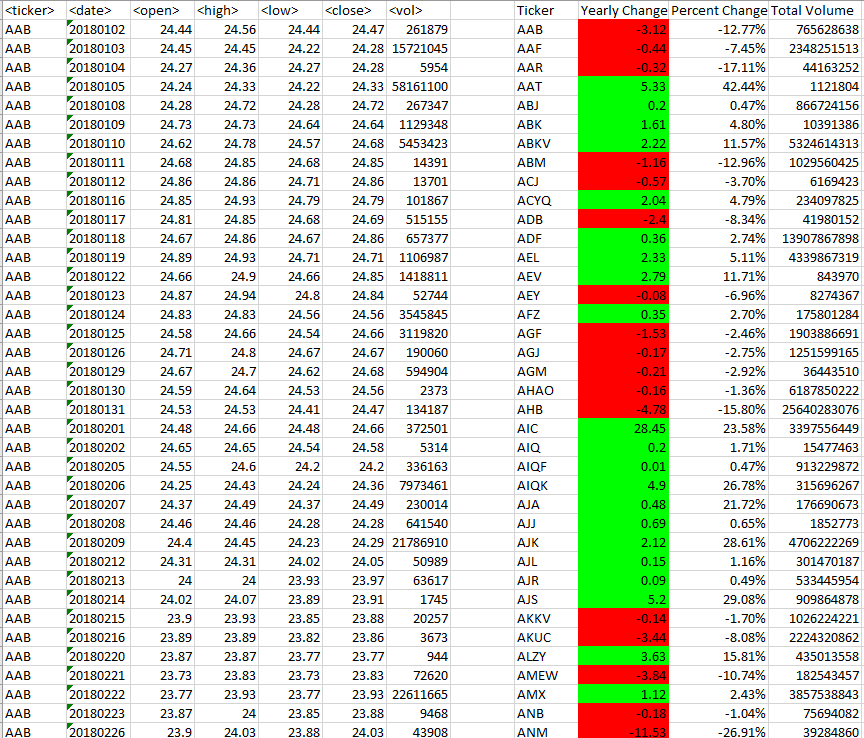 <ticker> <date> <open> <high> <low> <close> <vol> Ticker Yearly Change Percent Change Total Volume
AAB 20180102 24.44 24.56 24.44 24.47 261879 AAB -3.12 -12.77% 765628638
AAB 20180103 24.45 24.45 24.22 24.28 15721045 AAF -0.44 -7.45% 2348251513
AAB 20180104 24.27 24.36 24.27 24.28 5954 AAR -0.32 -17.11% 44163252
AAB 20180105 24.24 24.33 24.22 24.33 58161100 AAT 5.33 42.44% 1121804
AAB 20180108 24.28 24.72 24.28 24.72 267347 ABJ 0.2 0.47% 866724156
AAB 20180109 24.73 24.73 24.64 24.64 1129348 ABK 1.61 4.80% 10391386
AAB 20180110 24.62 24.78 24.57 24.68 5453423 ABKV 2.22 11.57% 5324614313
AAB 20180111 24.68 24.85 24.68 24.85 14391 ABM -1.16 -12.96% 1029560425
AAB 20180112 24.86 24.86 24.71 24.86 13701 ACJ -0.57 -3.70% 6169423
AAB 20180116 24.85 24.93 24.79 24.79 101867 ACYQ 2.04 4.79% 234097825
AAB 20180117 24.81 24.85 24.68 24.69 515155 ADB -2.4 -8.34% 41980152
AAB 20180118 24.67 24.86 24.67 24.86 657377 ADF 0.36 2.74% 13907867898
AAB 20180119 24.89 24.93 24.71 24.71 1106987 AEL 2.33 5.11% 4339867319
AAB 20180122 24.66 24.9 24.66 24.85 1418811 AEV 2.79 11.71% 843970
AAB 20180123 24.87 24.94 24.8 24.84 52744 AEY -0.08 -6.96% 8274367
AAB 20180124 24.83 24.83 24.56 24.56 3545845 AFZ 0.35 2.70% 175801284
AAB 20180125 24.58 24.66 24.54 24.66 3119820 AGF -1.53 -2.46% 1903886691
AAB 20180126 24.71 24.8 24.67 24.67 190060 AGJ -0.17 -2.75% 1251599165
AAB 20180129 24.67 24.7 24.62 24.68 594904 AGM -0.21 -2.92% 36443510
AAB 20180130 24.59 24.64 24.53 24.56 2373 AHAO -0.16 -1.36% 6187850222
AAB 20180131 24.53 24.53 24.41 24.47 134187 AHB -4.78 -15.80% 25640283076
AAB 20180201 24.48 24.66 24.48 24.66 372501 AIC 28.45 23.58% 3397556449
AAB 20180202 24.65 24.65 24.54 24.58 5314 AIQ 0.2 1.71% 15477463
AAB 20180205 24.55 24.6 24.2 24.2 336163 AIQF 0.01 0.47% 913229872
AAB 20180206 24.25 24.43 24.24 24.36 7973461 AIQK 4.9 26.78% 315696267
AAB 20180207 24.37 24.49 24.37 24.49 230014 AJA 0.48 21.72% 176690673
AAB 20180208 24.46 24.46 24.28 24.28 641540 AJJ 0.69 0.65% 1852773
AAB 20180209 24.4 24.45 24.23 24.29 21786910 AJK 2.12 28.61% 4706222269
AAB 20180212 24.31 24.31 24.02 24.05 50989 AJL 0.15 1.16% 301470187
AAB 20180213 24 24 23.93 23.97 63617 AJR 0.09 0.49% 533445954
AAB 20180214 24.02 24.07 23.89 23.91 1745 AJS 5.2 29.08% 909864878
AAB 20180215 23.9 23.93 23.85 23.88 20257 AKKV -0.14 -1.70% 1026224221
AAB 20180216 23.89 23.89 23.82 23.86 3673 AKUC -3.44 -8.08% 2224320862
AAB 20180220 23.87 23.87 23.77 23.77 944 ALZY 3.63 15.81% 435013558
AAB 20180221 23.73 23.83 23.73 23.83 72620 AMEW -3.84 -10.74% 182543457
AAB 20180222 23.77 23.93 23.77 23.93 22611665 AMX 1.12 2.43% 3857538843
AAB 20180223 23.87 24 23.85 23.88 9468 ANB -0.18 -1.04% 75694082
AAB 20180226 23.9 24.03 23.88 24.03 43908 ANM -11.53 -26.91% 39284860